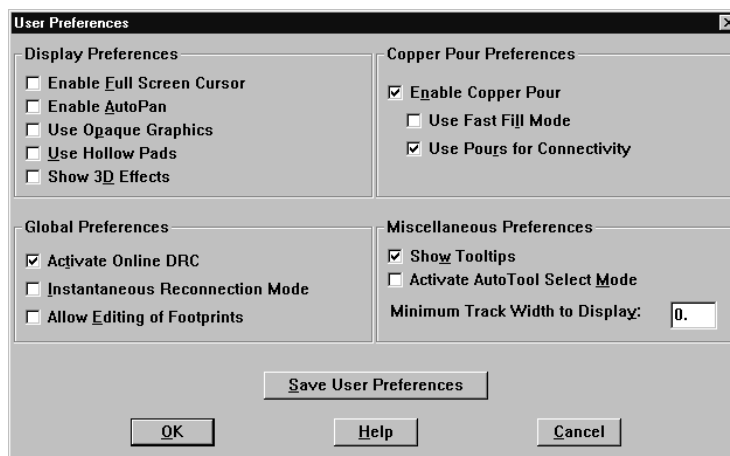 User Preferences
Display Preferences
Enable Full Screen Cursor
Enable AutoPan
Use Opaque Graphics
Use Hollow Pads
Show 3D Effects
Copper Pour Preferences
Enable Copper Pour
Use Fast Fill Mode
Use Pours for Connectivity
Global Preferences
Activate Online DRC
Instantaneous Reconnection Mode
Allow Editing of Footprints
Miscellaneous Preferences
Show Tooltips
Activate AutoTool Select Mode
Minimum Track Width to Display: 0.
Save User Preferences
OK Help Cancel